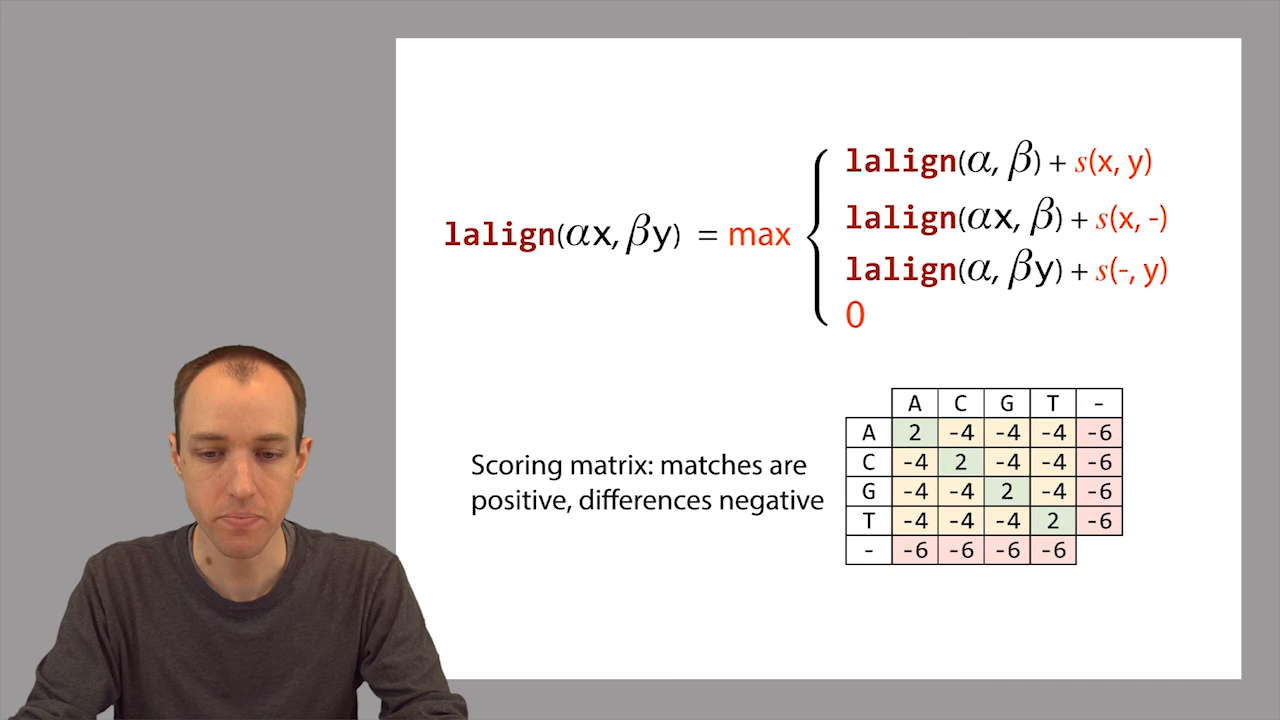 lalign(αx, βy) = max
lalign(α, β) + s(x, y)
lalign(αx, β) + s(x, -)
lalign(α, βy) + s(-, y)
0
Scoring matrix: matches are
positive, differences negative
A C G T -
A 2 -4 -4 -4 -6
C -4 2 -4 -4 -6
G -4 -4 2 -4 -6
T -4 -4 -4 2 -6
- -6 -6 -6 -6